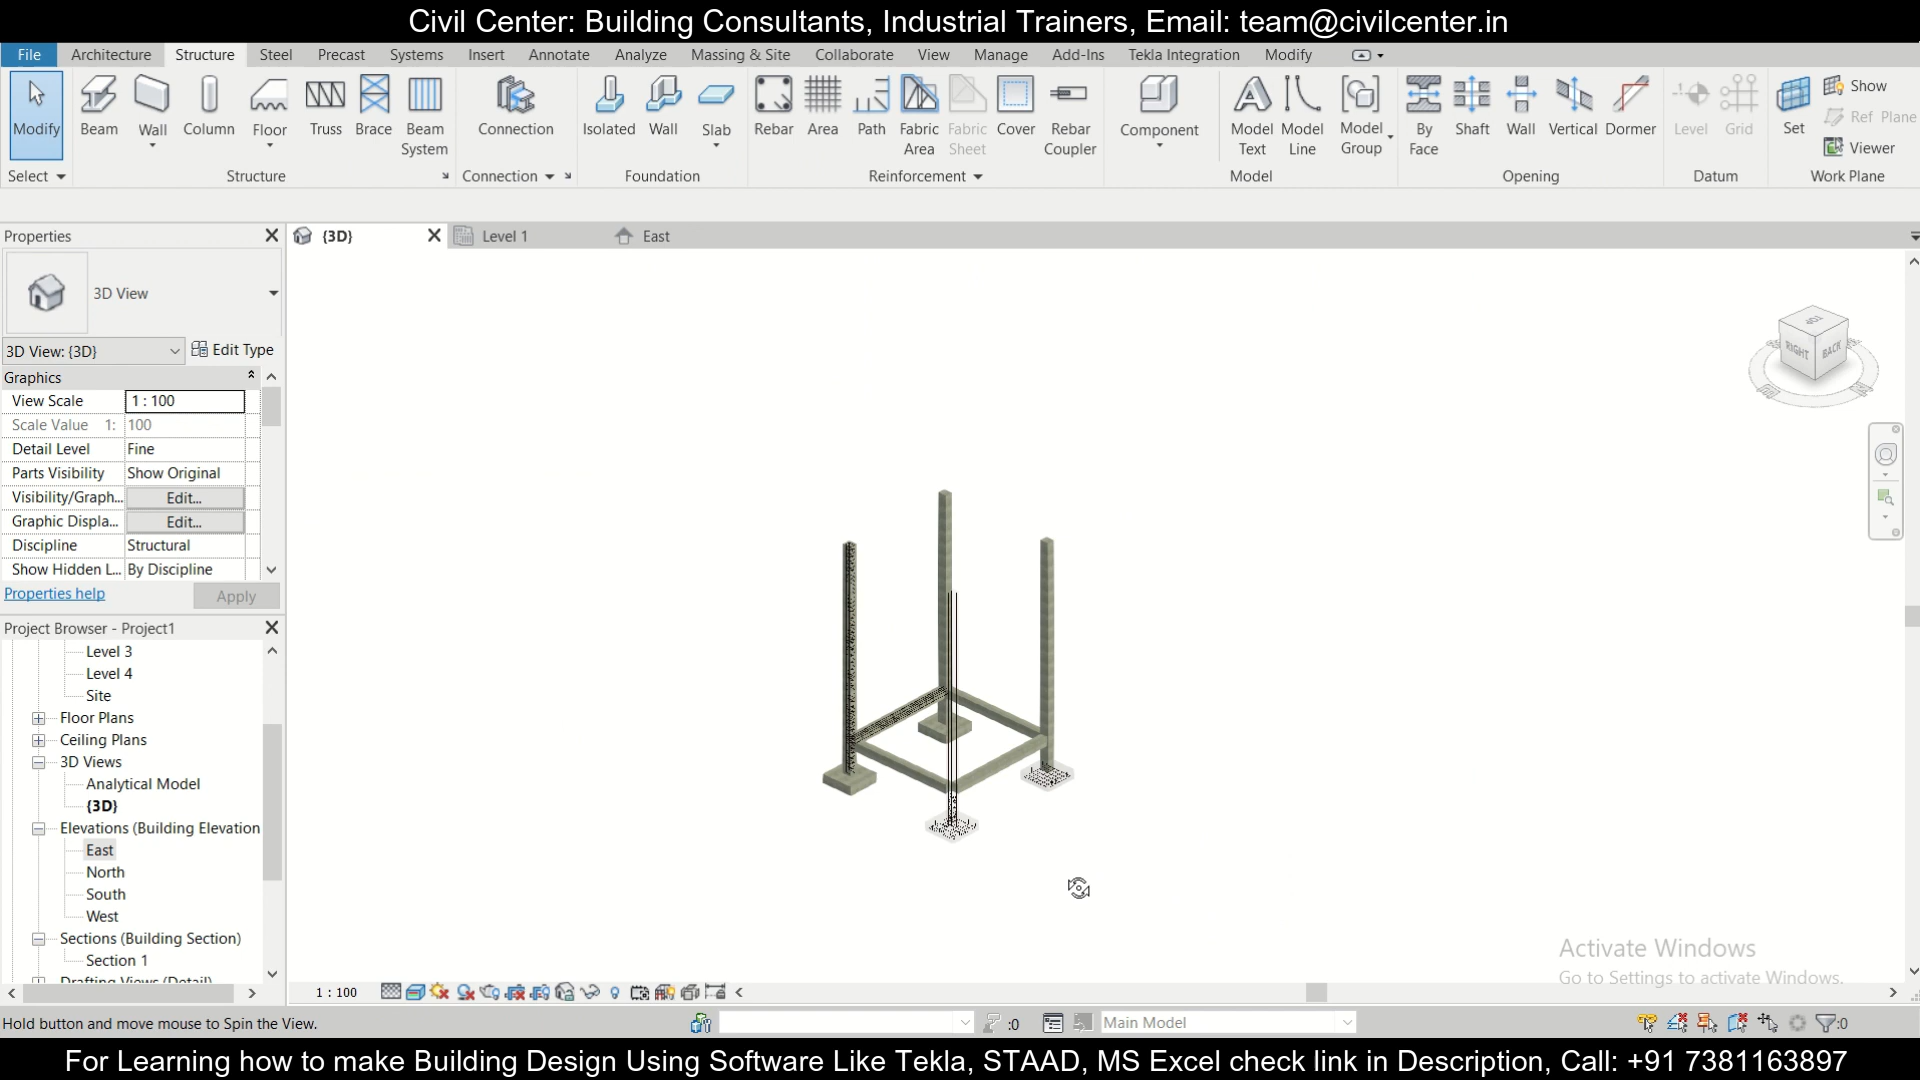 Civil Center: Building Consultants, Industrial Trainers, Email: team@civilcenter.in
File Architecture Structure Steel Precast Systems Insert Annotate Analyze Massing & Site Collaborate View Manage Add-Ins Tekla Integration Modify
Modify Beam Wall Column Floor Truss Brace Beam System Connection Isolated Wall Slab Rebar Area Path Fabric Area Fabric Sheet Cover Rebar Coupler Component Model Text Model Line Model Group By Face Shaft Wall Vertical Dormer Level Grid Set Show
Ref Plane
Viewer
Select Structure Connection Foundation Reinforcement Model Opening Datum Work Plane
Properties
{3D} Level 1 East
3D View
3D View: {3D} Edit Type
Graphics
View Scale 1 : 100
Scale Value 1: 100
Detail Level Fine
Parts Visibility Show Original
Visibility/Graph... Edit...
Graphic Displa... Edit...
Discipline Structural
Show Hidden L... By Discipline
Properties help Apply
Project Browser - Project1
Level 3
Level 4
Site
Floor Plans
Ceiling Plans
3D Views
Analytical Model
{3D}
Elevations (Building Elevation
East
North
South
West
Sections (Building Section)
Section 1
Drafting Views (Detail)
TOP
RIGHT BACK
Activate Windows
Go to Settings to activate Windows.
1 : 100
Hold button and move mouse to Spin the View. :0 Main Model :0
For Learning how to make Building Design Using Software Like Tekla, STAAD, MS Excel check link in Description, Call: +91 7381163897